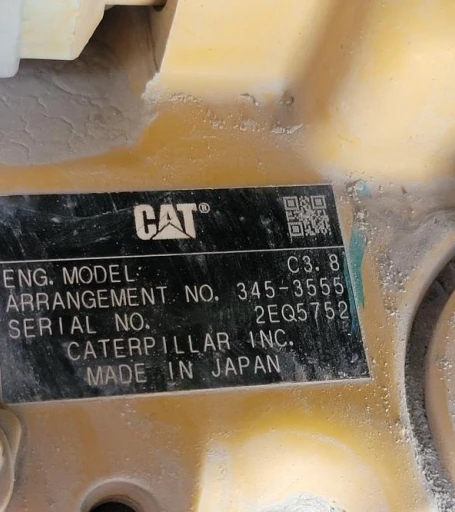 CAT®
ENG. MODEL C3.8
ARRANGEMENT NO. 345-3555
SERIAL NO. 2EQ5752
CATERPILLAR INC.
MADE IN JAPAN